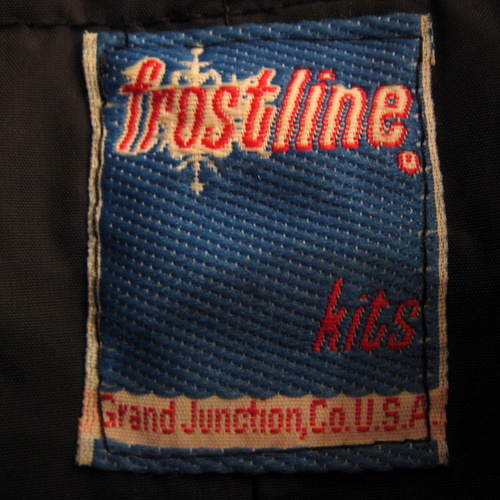 frostline®
kits
Grand Junction,Co.U.S.A.